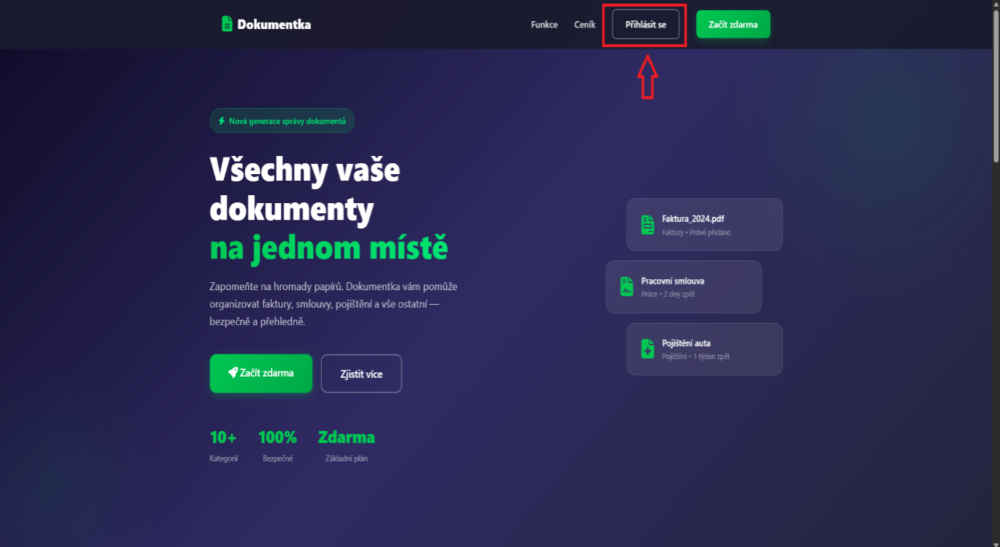 Dokumentka
Funkce
Ceník
Přihlásit se
Začít zdarma
Nová generace správy dokumentů
Všechny vaše
dokumenty
na jednom místě
Zapomeňte na hromady papírů. Dokumentka vám pomůže
organizovat faktury, smlouvy, pojištění a vše ostatní —
bezpečně a přehledně.
Začít zdarma
Zjistit více
10+
Kategorií
100%
Bezpečné
Zdarma
Základní plán
Faktura_2024.pdf
Faktury • Právě přidáno
Pracovní smlouva
Práce • 2 dny zpět
Pojištění auta
Pojištění • 1 týden zpět